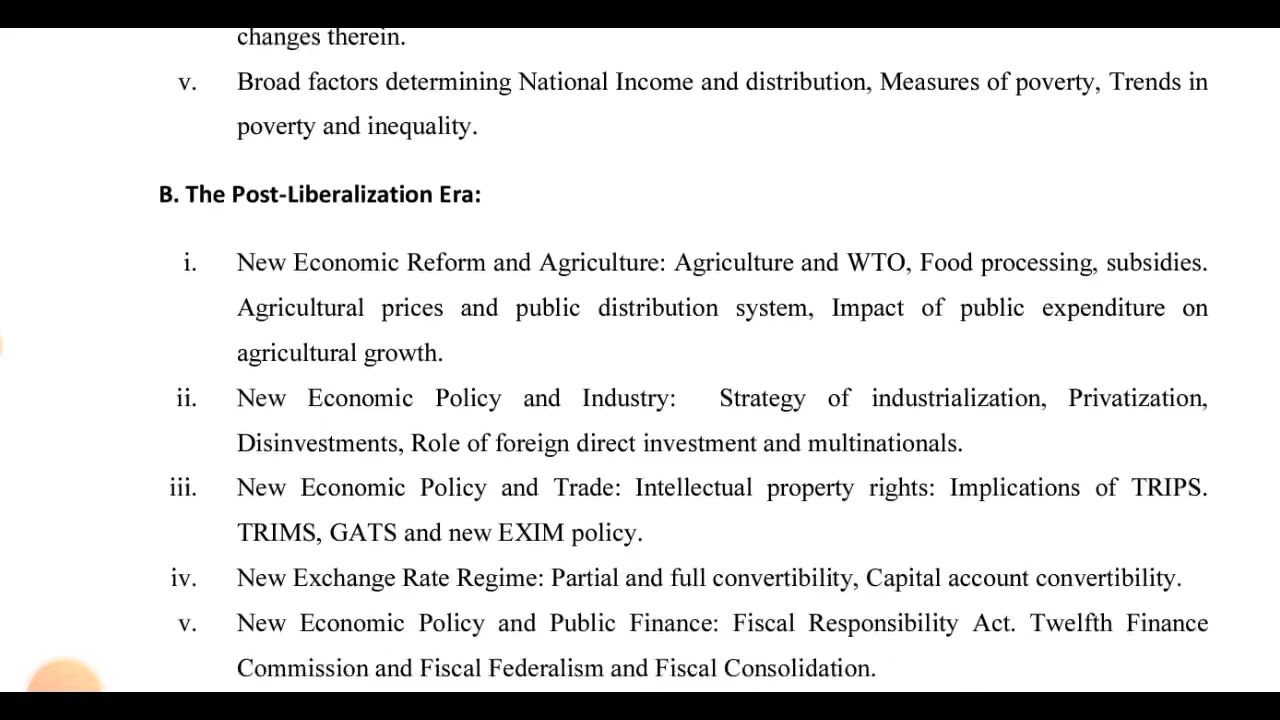 changes therein.
v. Broad factors determining National Income and distribution, Measures of poverty, Trends in
poverty and inequality.
B. The Post-Liberalization Era:
i. New Economic Reform and Agriculture: Agriculture and WTO, Food processing, subsidies.
Agricultural prices and public distribution system, Impact of public expenditure on
agricultural growth.
ii. New Economic Policy and Industry: Strategy of industrialization, Privatization,
Disinvestments, Role of foreign direct investment and multinationals.
iii. New Economic Policy and Trade: Intellectual property rights: Implications of TRIPS.
TRIMS, GATS and new EXIM policy.
iv. New Exchange Rate Regime: Partial and full convertibility, Capital account convertibility.
v. New Economic Policy and Public Finance: Fiscal Responsibility Act. Twelfth Finance
Commission and Fiscal Federalism and Fiscal Consolidation.